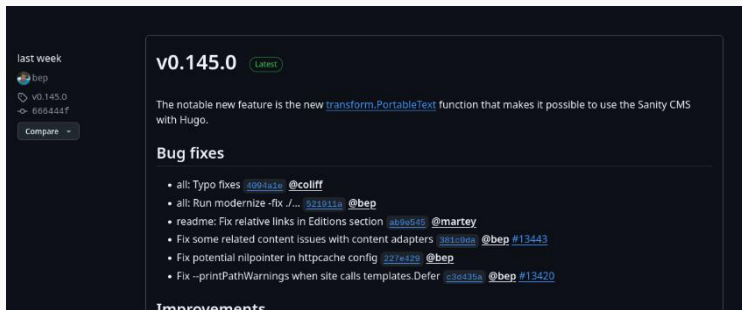 last week
bep
v0.145.0
666444f
Compare
v0.145.0 Latest
The notable new feature is the new transform.PortableText function that makes it possible to use the Sanity CMS
with Hugo.
Bug fixes
• all: Typo fixes 4094a1e @coliff
• all: Run modernize -fix ./... 521911a @bep
• readme: Fix relative links in Editions section ab9e545 @martey
• Fix some related content issues with content adapters 381c9da @bep #13443
• Fix potential nilpointer in httpcache config 227e429 @bep
• Fix --printPathWarnings when site calls templates.Defer c3d435a @bep #13420
Improvements